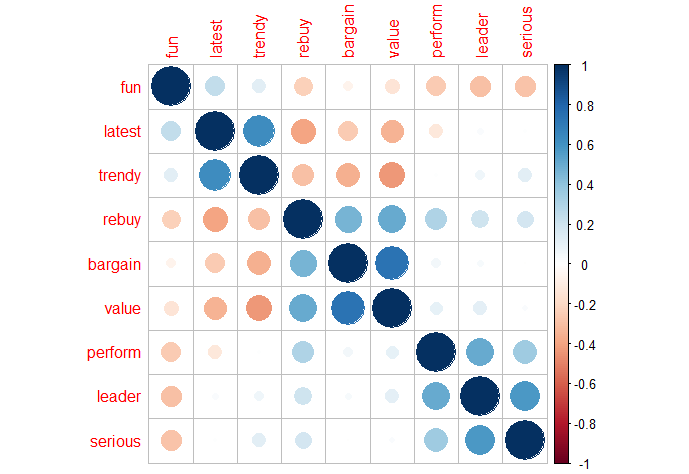 fun latest trendy rebuy bargain value perform leader serious
fun
latest
trendy
rebuy
bargain
value
perform
leader
serious
1
0.8
0.6
0.4
0.2
0
-0.2
-0.4
-0.6
-0.8
-1